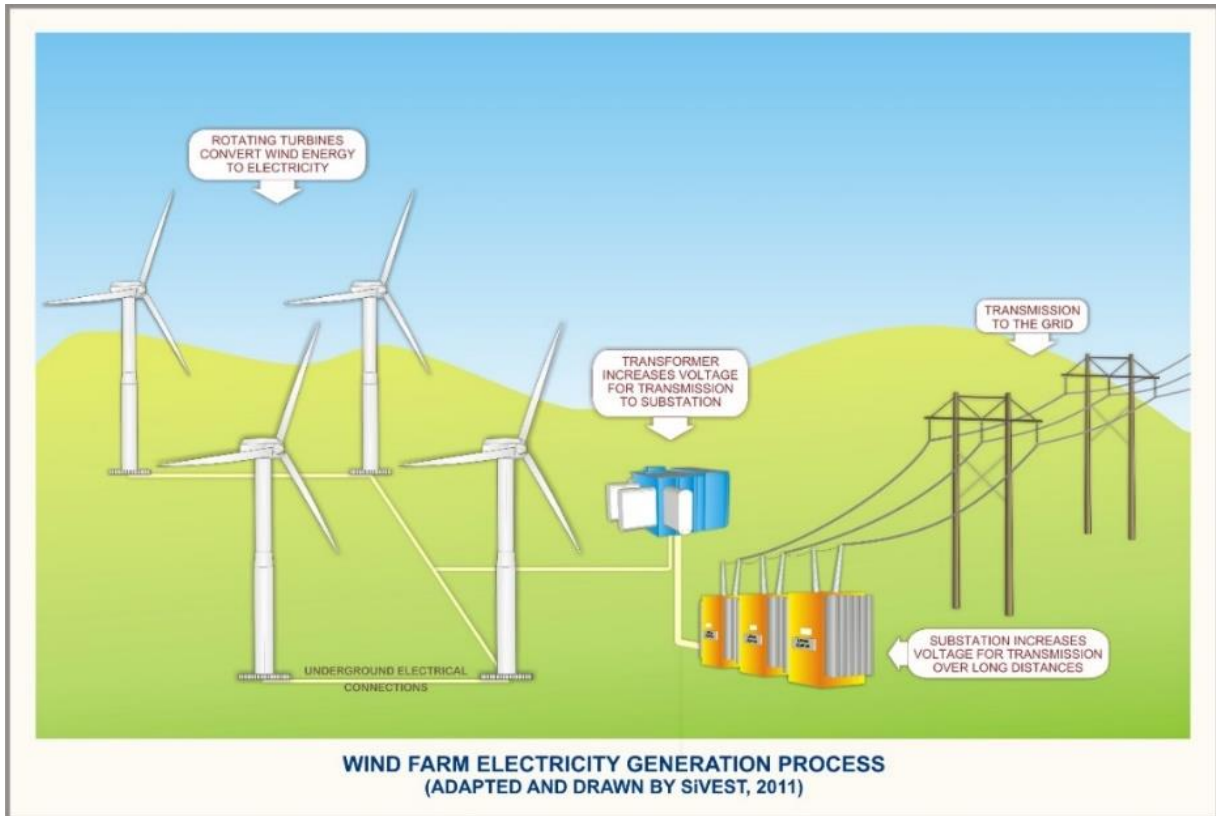 ROTATING TURBINES
CONVERT WIND ENERGY
TO ELECTRICITY
TRANSMISSION
TO THE GRID
TRANSFORMER
INCREASES VOLTAGE
FOR TRANSMISSION
TO SUBSTATION
SUBSTATION INCREASES
VOLTAGE FOR TRANSMISSION
OVER LONG DISTANCES
UNDERGROUND ELECTRICAL
CONNECTIONS
WIND FARM ELECTRICITY GENERATION PROCESS
(ADAPTED AND DRAWN BY SiVEST, 2011)